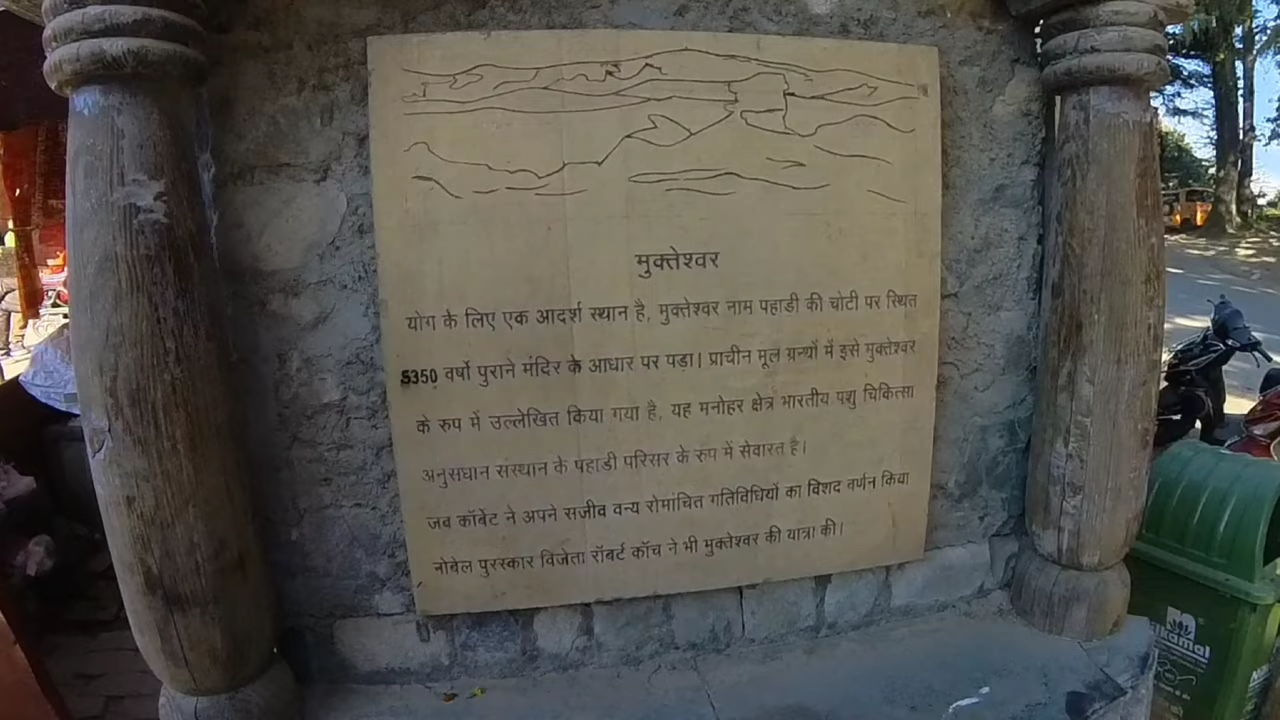 मुक्तेश्वर
योग के लिए एक आदर्श स्थान है, मुक्तेश्वर नाम पहाडी की चोटी पर स्थित
5350 वर्षो पुराने मंदिर के आधार पर पड़ा। प्राचीन मूल ग्रन्थों में इसे मुक्तेश्वर
के रुप में उल्लेखित किया गया है, यह मनोहर क्षेत्र भारतीय पशु चिकित्सा
अनुसधान सस्थान के पहाडी परिसर के रुप में सेवारत है।
जब कॉर्बेट ने अपने सजीव वन्य रोमांचित गतिविधियों का विशद वर्णन किया
नोबेल पुरस्कार विजेता रॉबर्ट कॉच ने भी मुक्तेश्वर की यात्रा की।